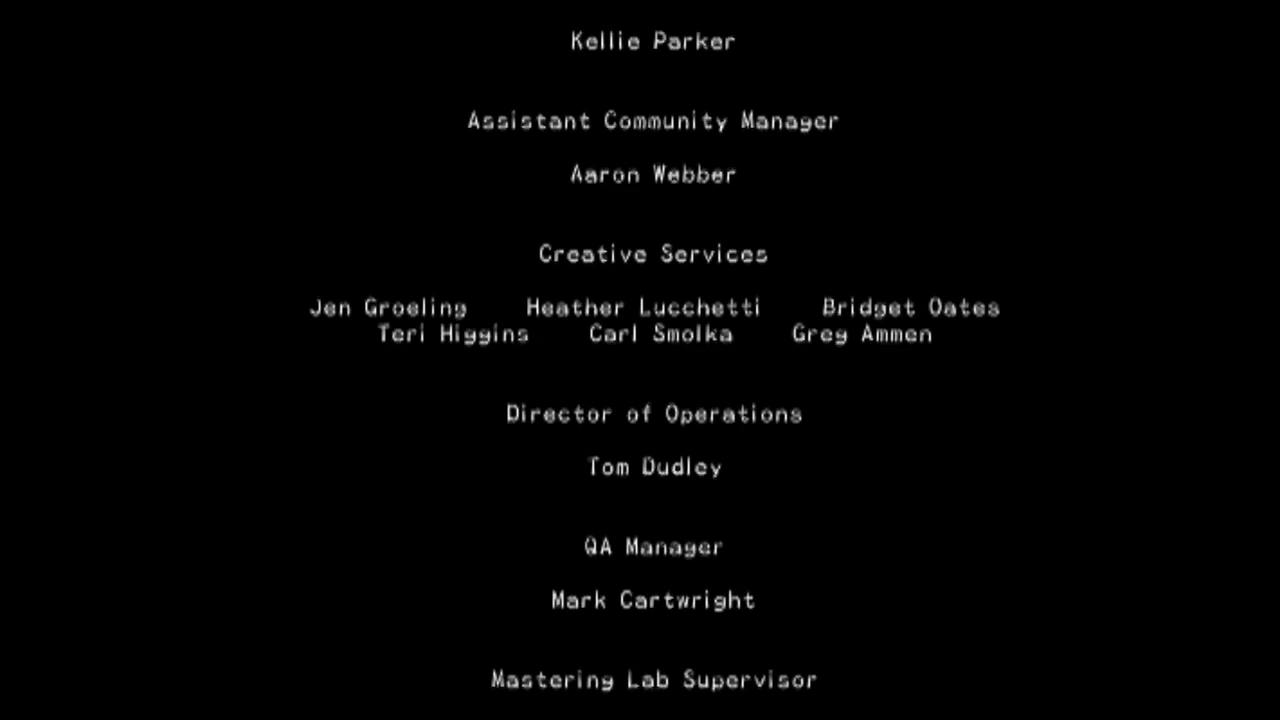 Kellie Parker
Assistant Community Manager
Aaron Webber
Creative Services
Jen Groeling Heather Lucchetti Bridget Oates
Teri Higgins Carl Smolka Greg Ammen
Director of Operations
Tom Dudley
QA Manager
Mark Cartwright
Mastering Lab Supervisor